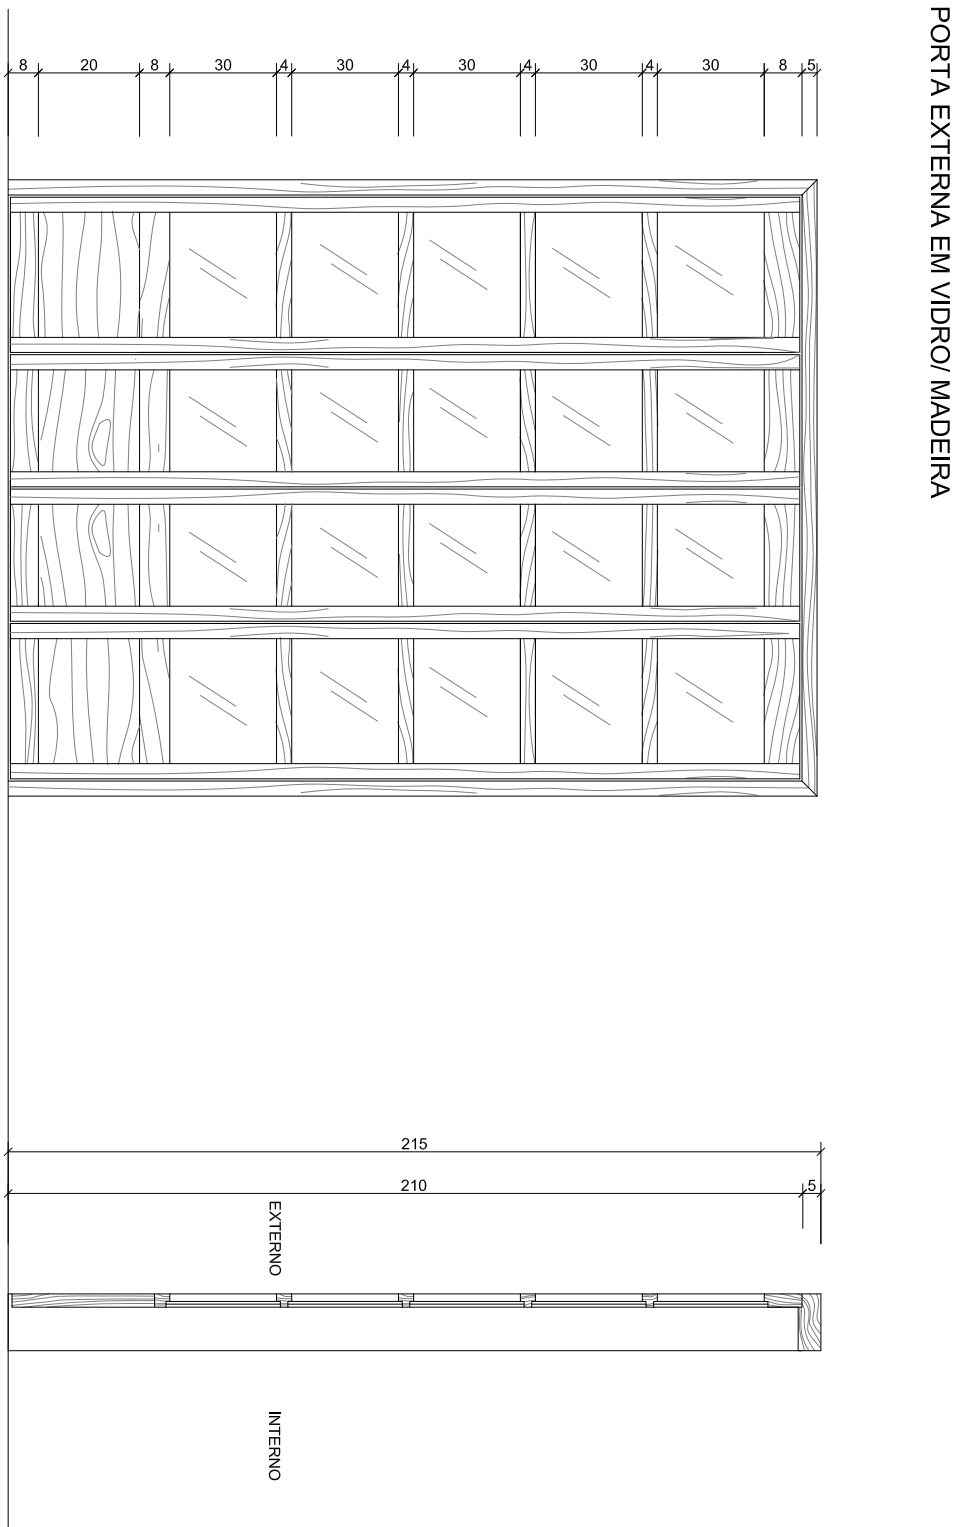 PORTA EXTERNA EM VIDRO/ MADEIRA
8 20 8 30 4 30 4 30 4 30 4 30 8 5
215
210 5
EXTERNO
INTERNO